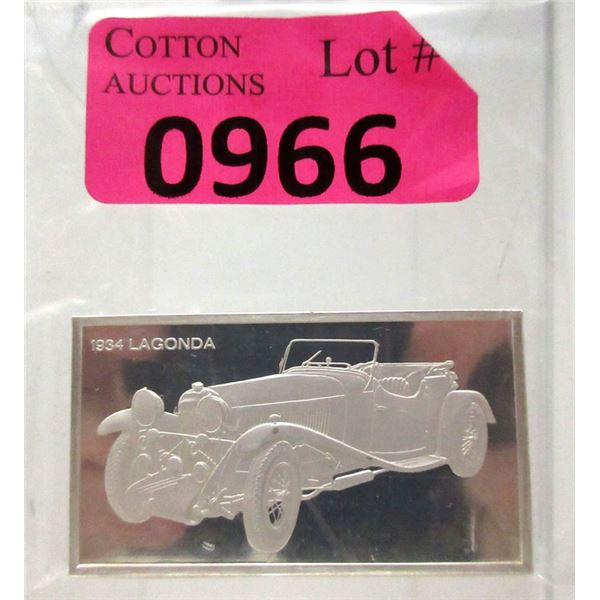 COTTON
AUCTIONS
Lot #
0966
1934 LAGONDA